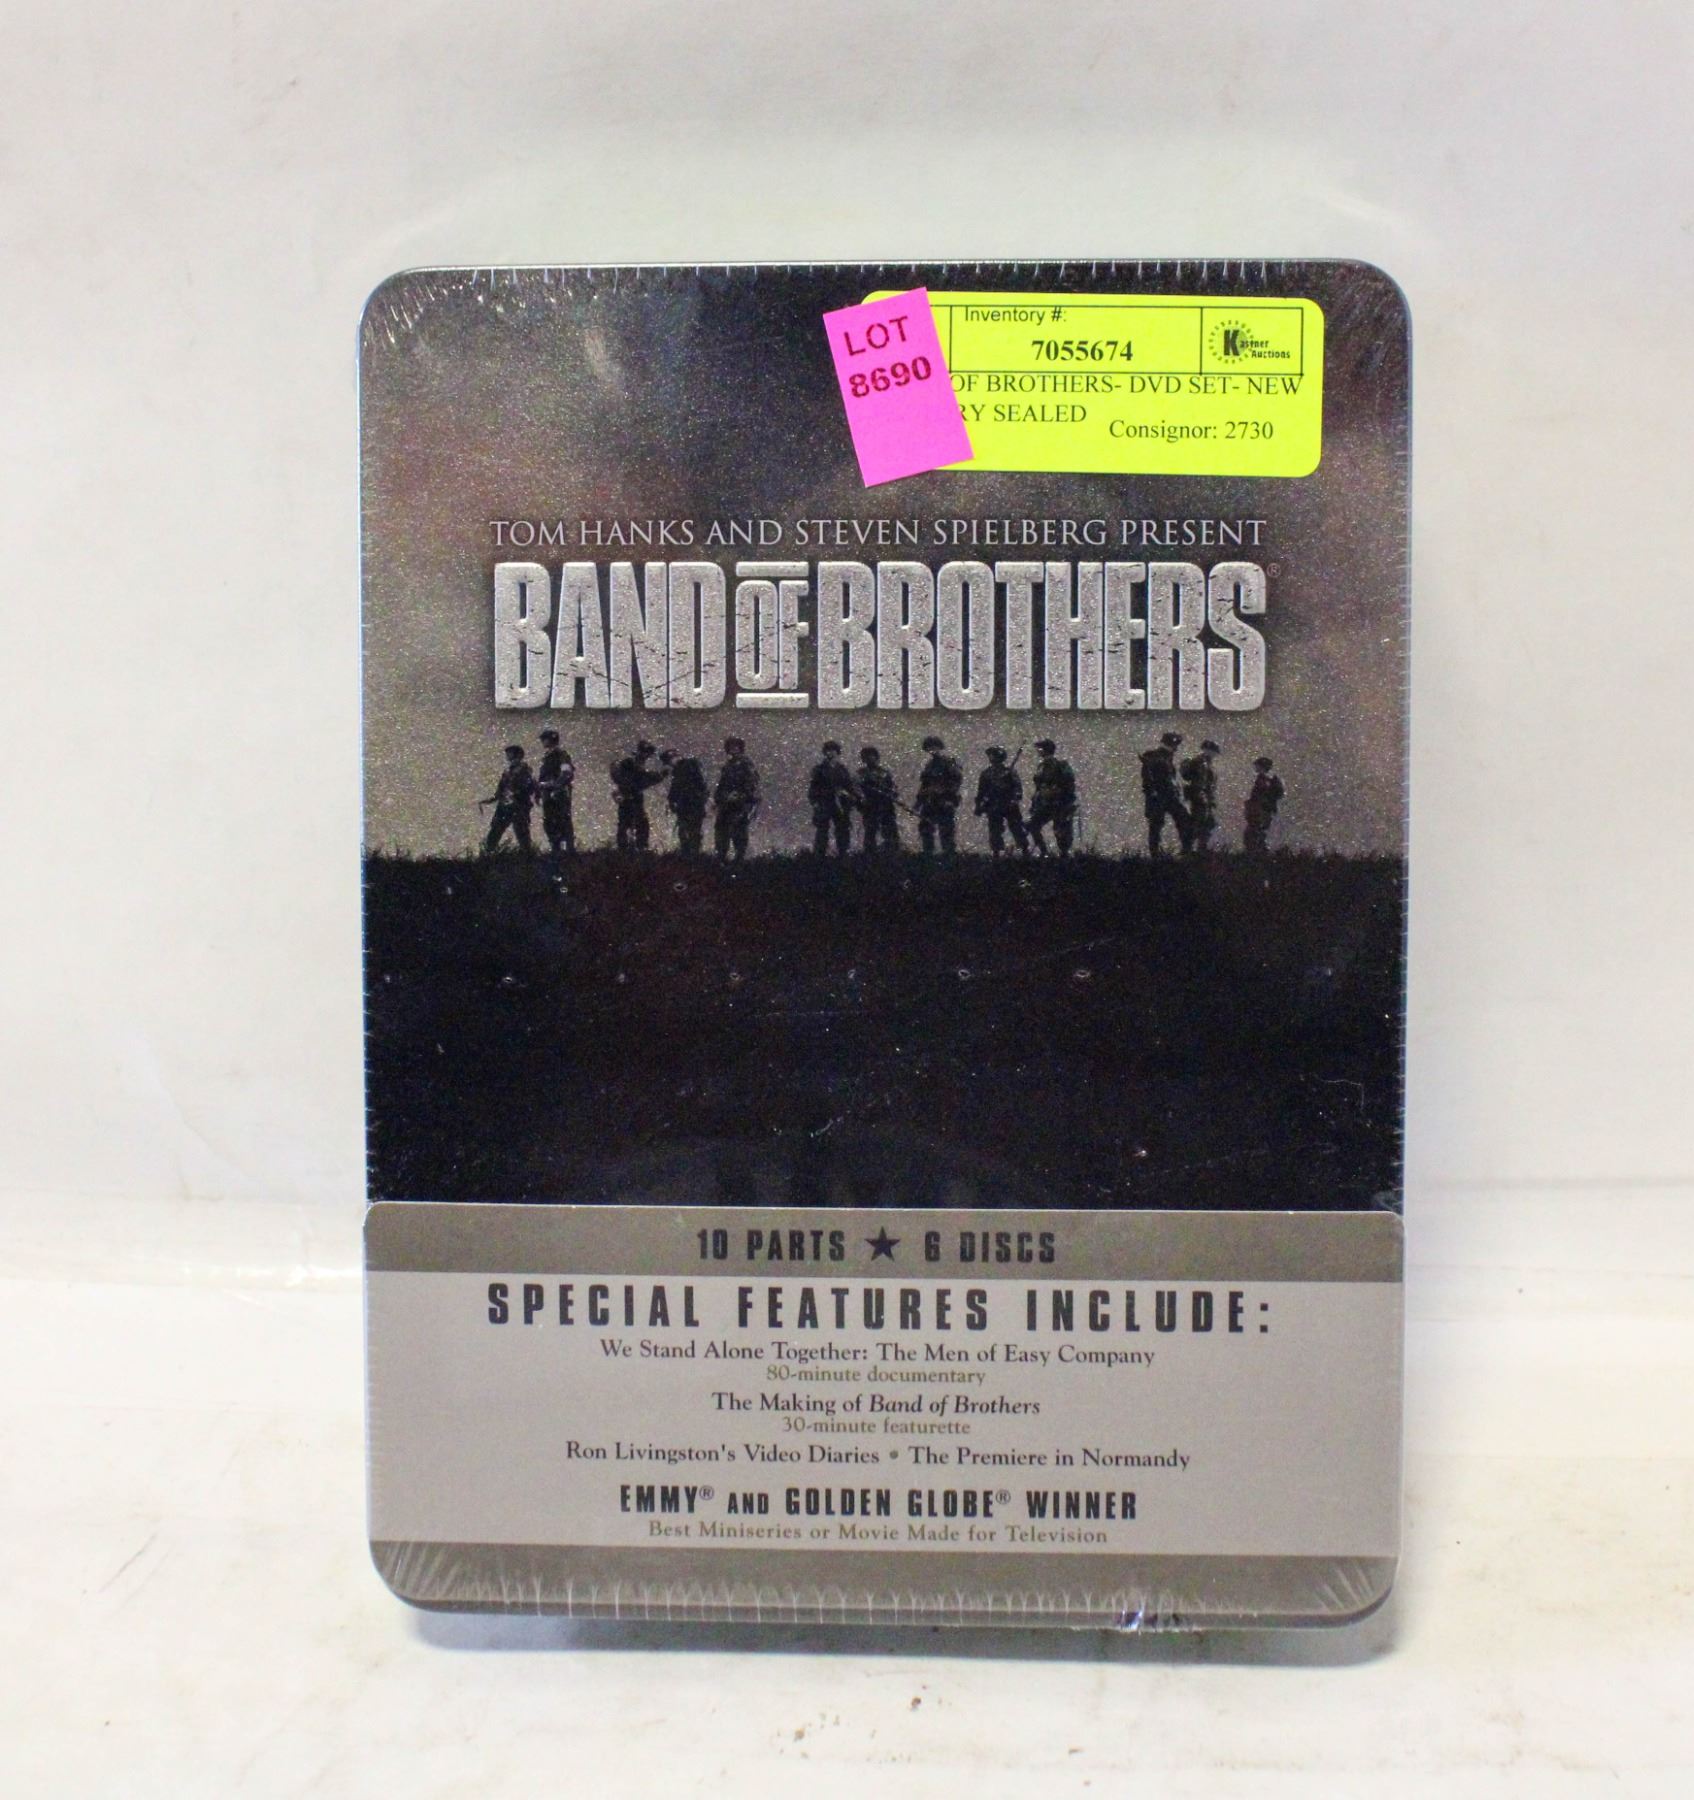 LOT
8690
Inventory #:
7055674
Kastner
Auctions
OF BROTHERS- DVD SET- NEW
RY SEALED
Consignor: 2730
TOM HANKS AND STEVEN SPIELBERG PRESENT
BAND OF BROTHERS®
10 PARTS ★ 6 DISCS
SPECIAL FEATURES INCLUDE:
We Stand Alone Together: The Men of Easy Company
80-minute documentary
The Making of Band of Brothers
30-minute featurette
Ron Livingston's Video Diaries • The Premiere in Normandy
EMMY® AND GOLDEN GLOBE® WINNER
Best Miniseries or Movie Made for Television